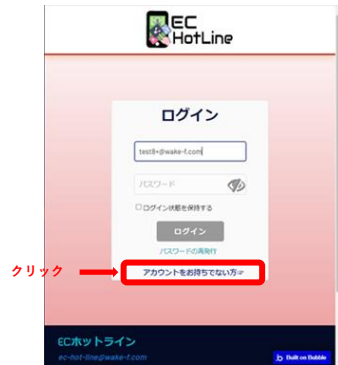 EC
HotLine
ログイン
test8+@wake-f.com
パスワード
ログイン状態を保持する
ログイン
パスワードの再発行
クリック
アカウントをお持ちでない方☞
ECホットライン
ec-hot-line@wake-f.com
b Built on Bubble